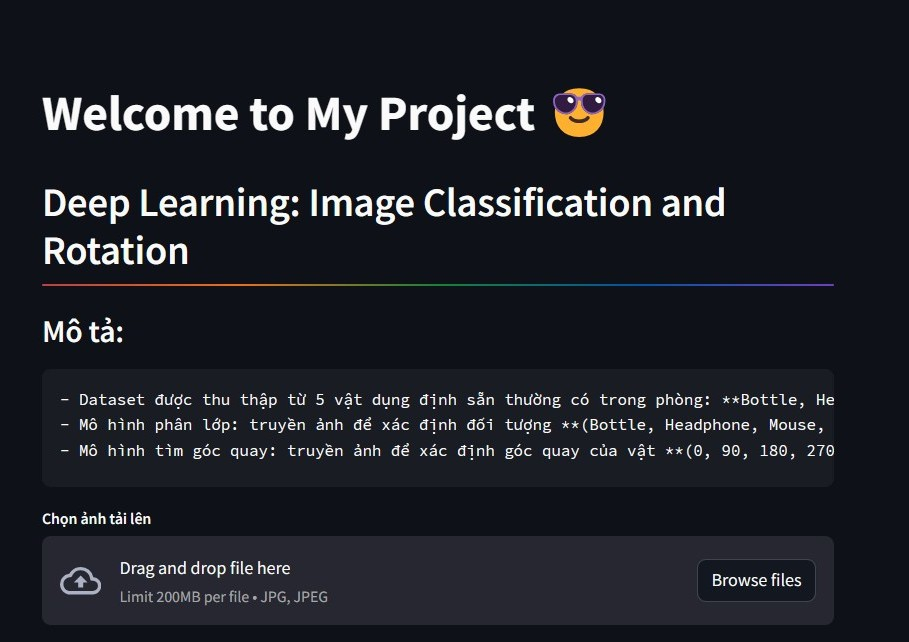 Welcome to My Project 😎
Deep Learning: Image Classification and
Rotation
Mô tả:
- Dataset được thu thập từ 5 vật dụng định sẵn thường có trong phòng: **Bottle, He
- Mô hình phân lớp: truyền ảnh để xác định đối tượng **(Bottle, Headphone, Mouse,
- Mô hình tìm góc quay: truyền ảnh để xác định góc quay của vật **(0, 90, 180, 270
Chọn ảnh tải lên
Drag and drop file here
Limit 200MB per file • JPG, JPEG
Browse files